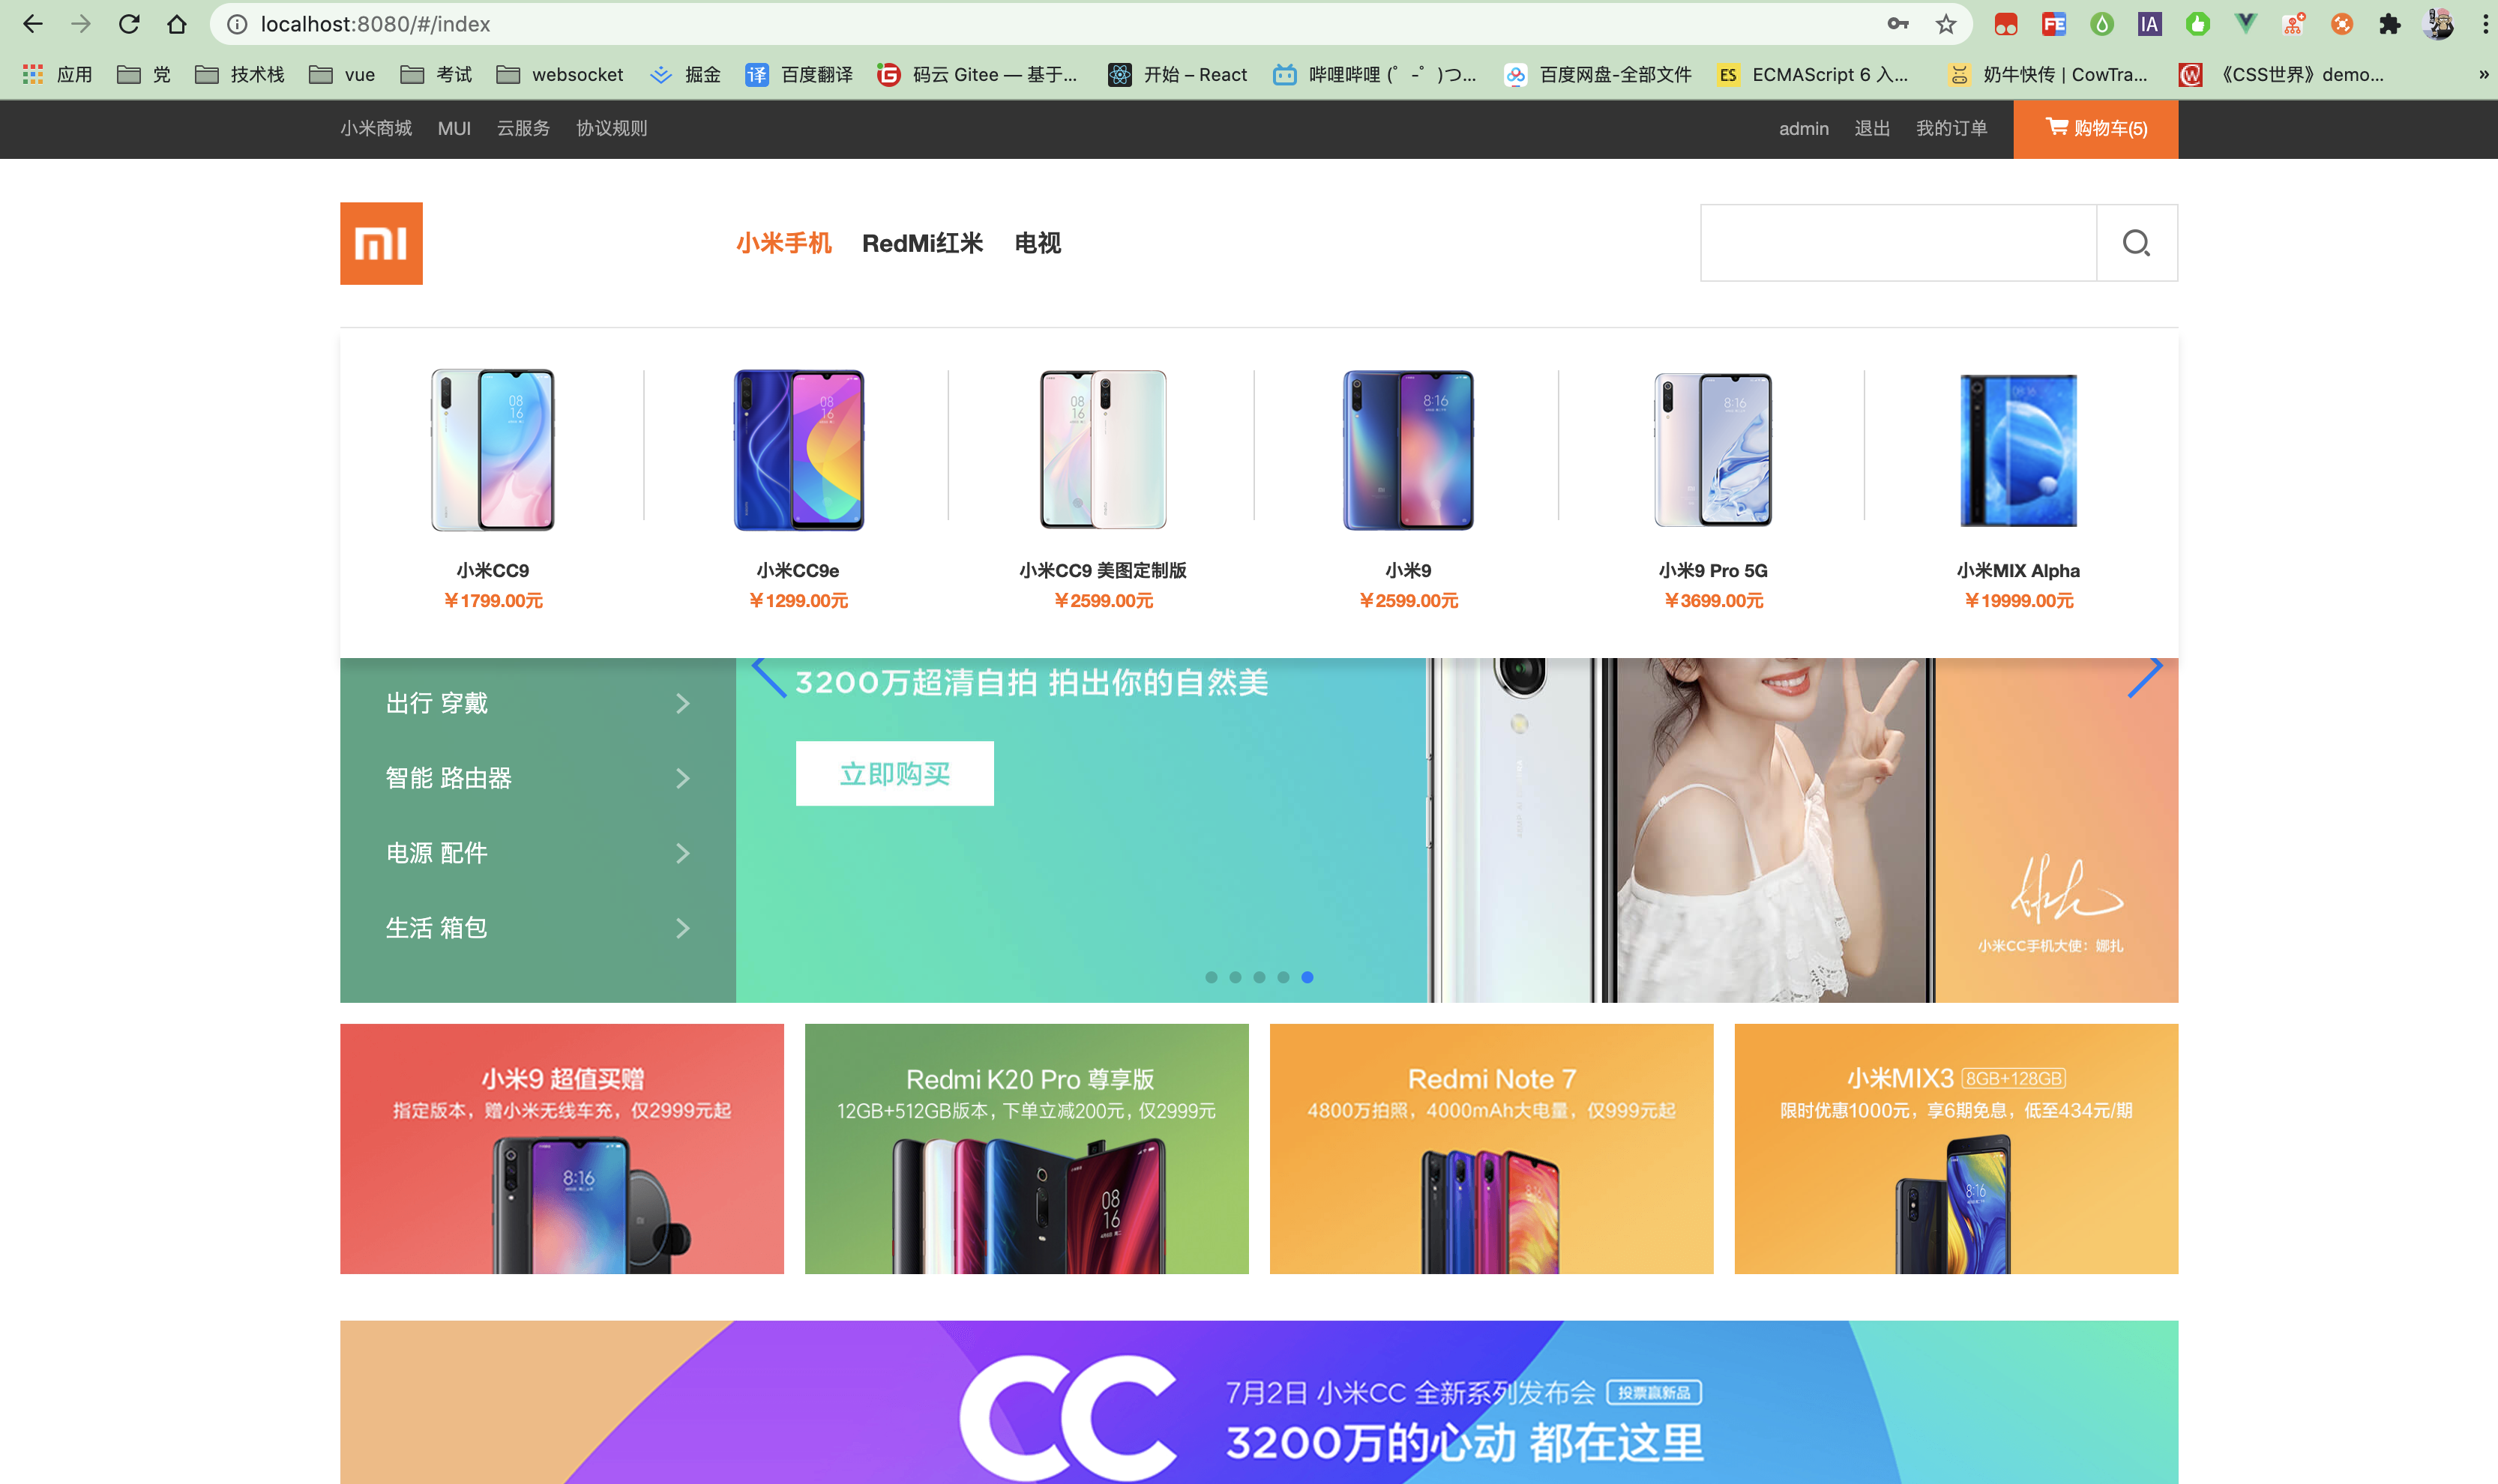 localhost:8080/#/index
应用 党 技术栈 vue 考试 websocket 掘金 百度翻译 码云 Gitee — 基于... 开始 – React 哔哩哔哩 (゜-゜)つ... 百度网盘-全部文件 ECMAScript 6 入... 奶牛快传 | CowTra... 《CSS世界》demo... »
小米商城 MUI 云服务 协议规则 admin 退出 我的订单 购物车(5)
小米手机 RedMi红米 电视
小米CC9 小米CC9e 小米CC9 美图定制版 小米9 小米9 Pro 5G 小米MIX Alpha
￥1799.00元 ￥1299.00元 ￥2599.00元 ￥2599.00元 ￥3699.00元 ￥19999.00元
3200万超清自拍 拍出你的自然美
出行 穿戴
立即购买
智能 路由器
电源 配件
生活 箱包
小米CC手机大使：娜扎
小米9 超值买赠
指定版本，赠小米无线车充，仅2999元起
Redmi K20 Pro 尊享版
12GB+512GB版本，下单立减200元，仅2999元
Redmi Note 7
4800万拍照，4000mAh大电量，仅999元起
小米MIX3 8GB+128GB
限时优惠1000元，享6期免息，低至434元/期
CC
7月2日 小米CC 全新系列发布会 投票赢新品
3200万的心动 都在这里